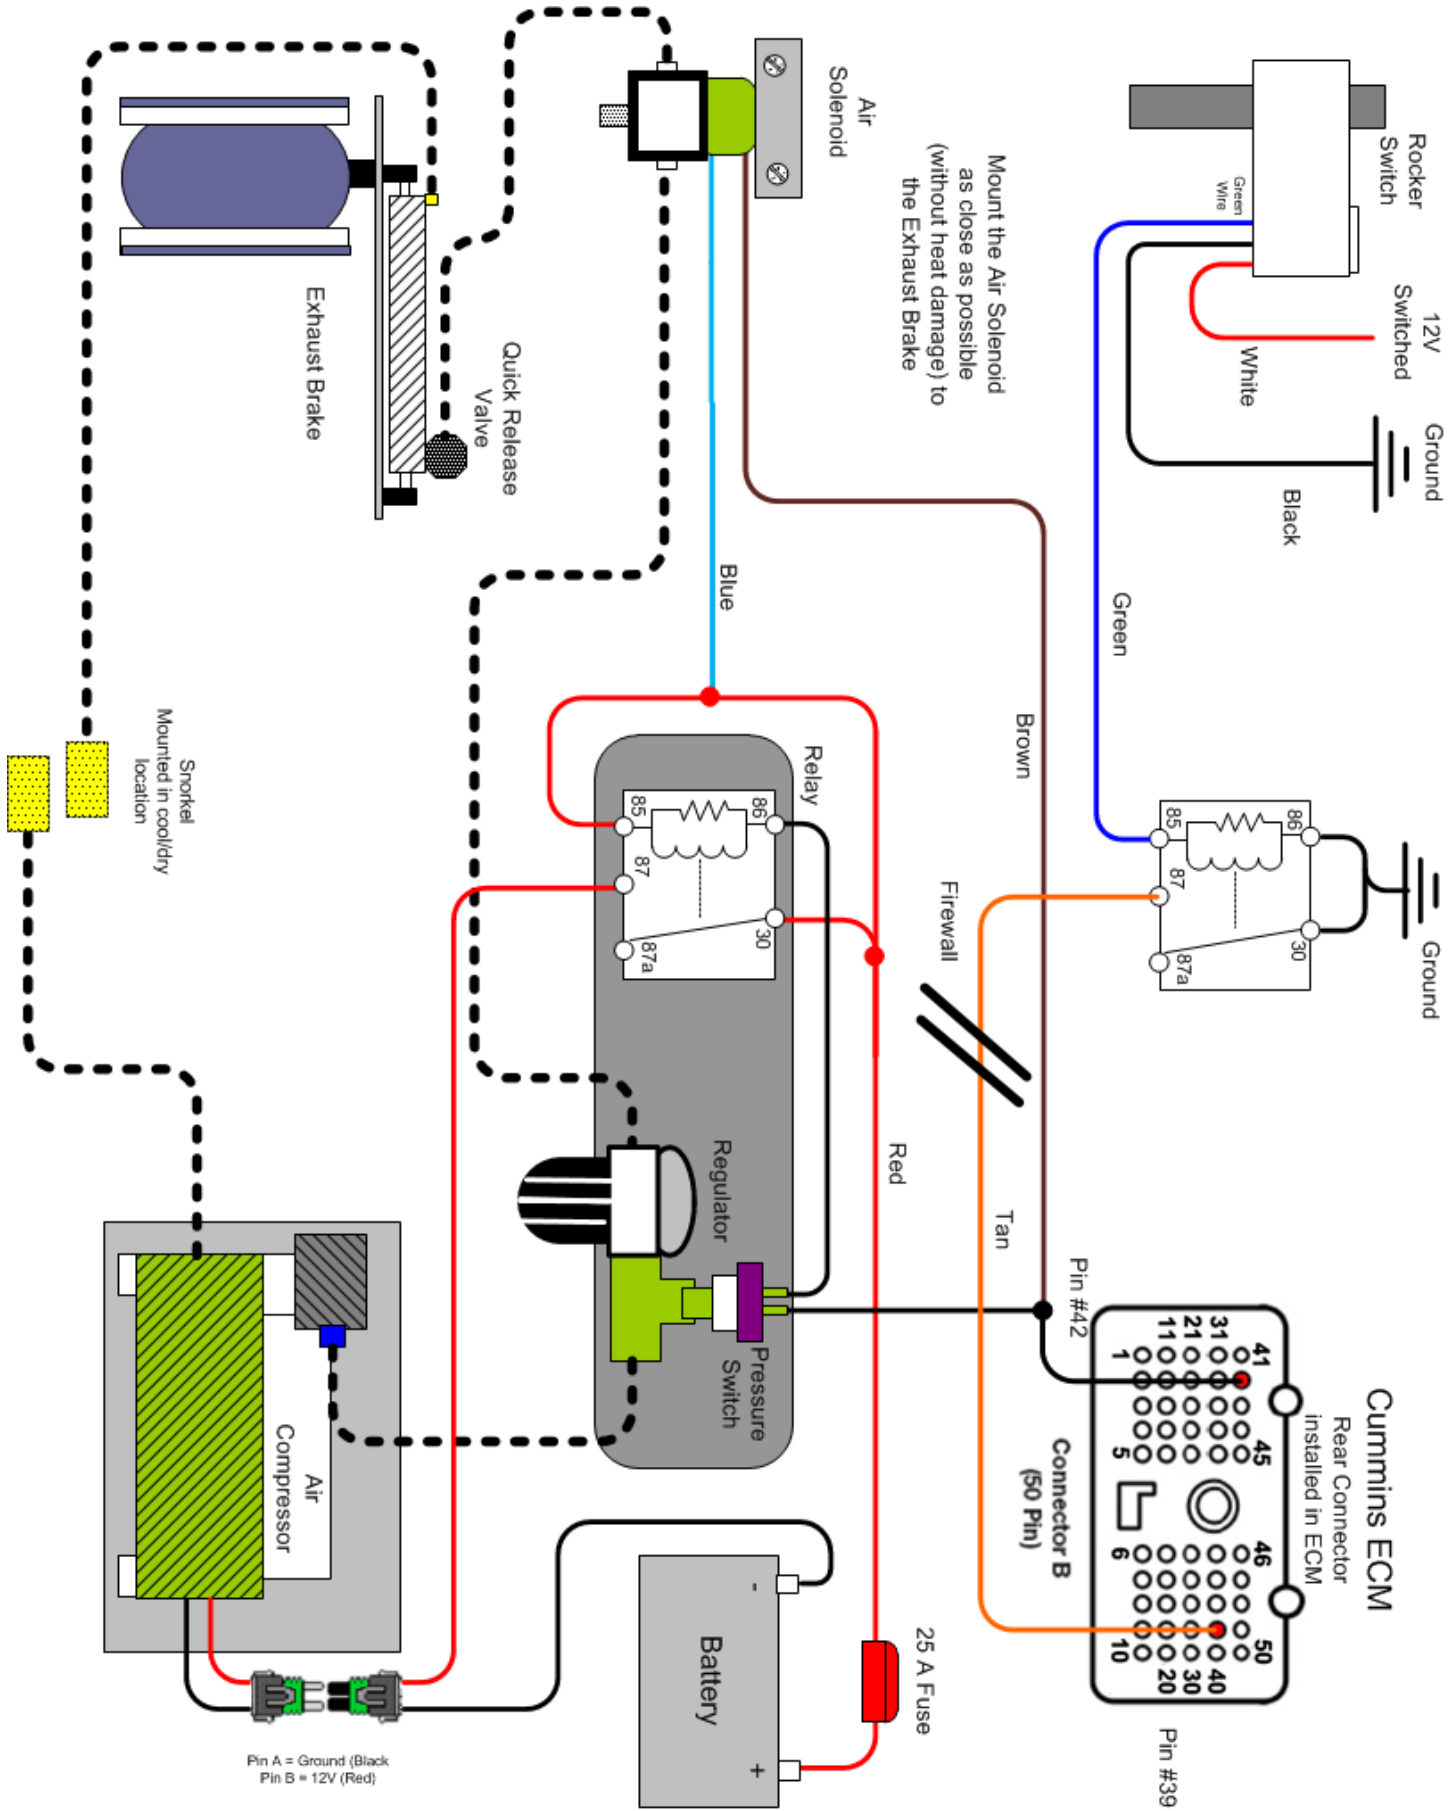 Rocker
Switch
Green
Wire
12V
Switched
White
Ground
Black
Green
Air
Solenoid
Mount the Air Solenoid
as close as possible
(without heat damage) to
the Exhaust Brake
Brown
Blue
Quick Release
Valve
Exhaust Brake
86
85
87
30
87a
Ground
Relay
86
85
87
30
87a
Firewall
Snorkel
Mounted in cool/dry
location
Red
Tan
Regulator
Pressure
Switch
Pin #42
Cummins ECM
Rear Connector
installed in ECM
41
31
21
11
1
45
5
46
6
50
40
30
20
10
Connector B
(50 Pin)
Pin #39
Air
Compressor
25 A Fuse
-
Battery
+
Pin A = Ground (Black
Pin B = 12V (Red)